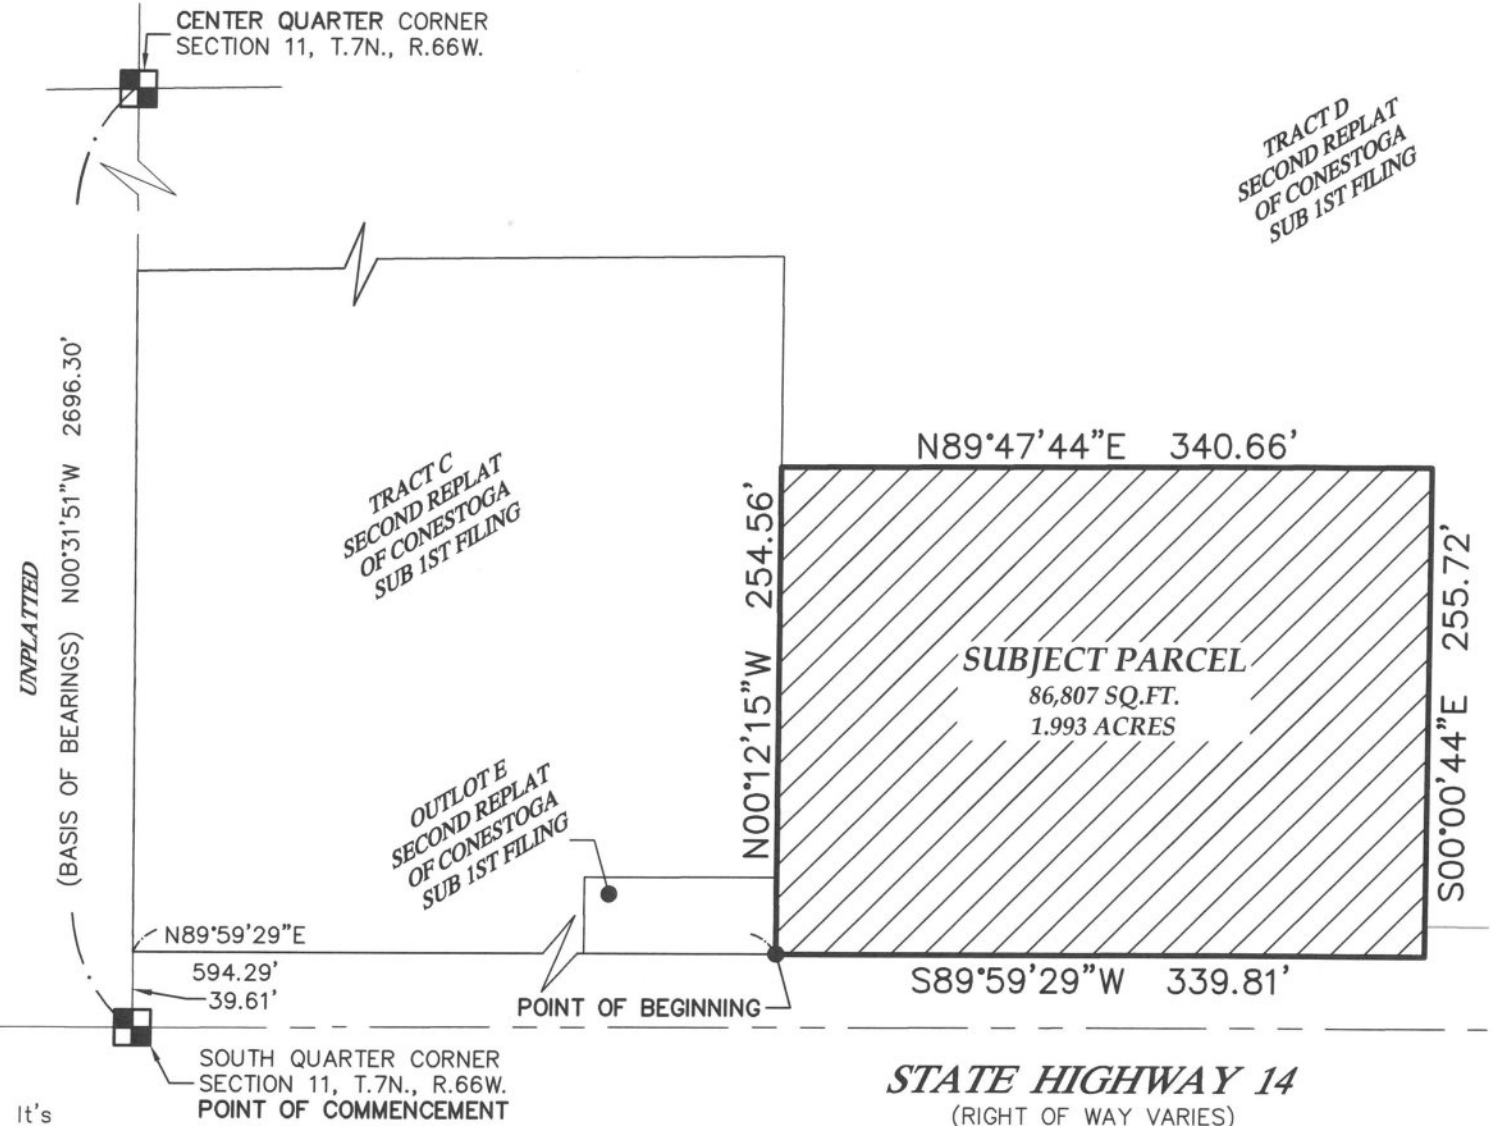 CENTER QUARTER CORNER
SECTION 11, T.7N., R.66W.
TRACT D
SECOND REPLAT
OF CONESTOGA
SUB 1ST FILING
UNPLATTED
(BASIS OF BEARINGS) N00°31'51"W 2696.30'
TRACT C
SECOND REPLAT
OF CONESTOGA
SUB 1ST FILING
N89°47'44"E 340.66'
N00°12'15"W 254.56'
SUBJECT PARCEL
86,807 SQ.FT.
1.993 ACRES
S00°00'44"E 255.72'
OUTLOT E
SECOND REPLAT
OF CONESTOGA
SUB 1ST FILING
N89°59'29"E
594.29'
39.61'
S89°59'29"W 339.81'
POINT OF BEGINNING
SOUTH QUARTER CORNER
SECTION 11, T.7N., R.66W.
POINT OF COMMENCEMENT
STATE HIGHWAY 14
(RIGHT OF WAY VARIES)
It's